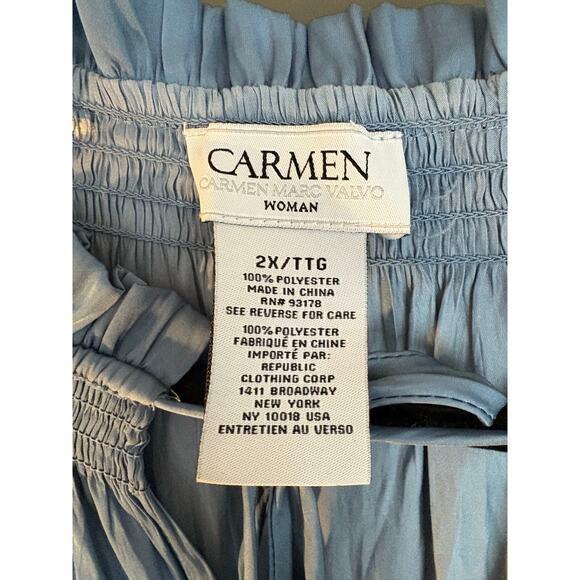 CARMEN
CARMEN MARC VALVO
WOMAN
2X/TTG
100% POLYESTER
MADE IN CHINA
RN# 93178
SEE REVERSE FOR CARE
100% POLYESTER
FABRIQUÉ EN CHINE
IMPORTÉ PAR:
REPUBLIC
CLOTHING CORP
1411 BROADWAY
NEW YORK
NY 10018 USA
ENTRETIEN AU VERSO